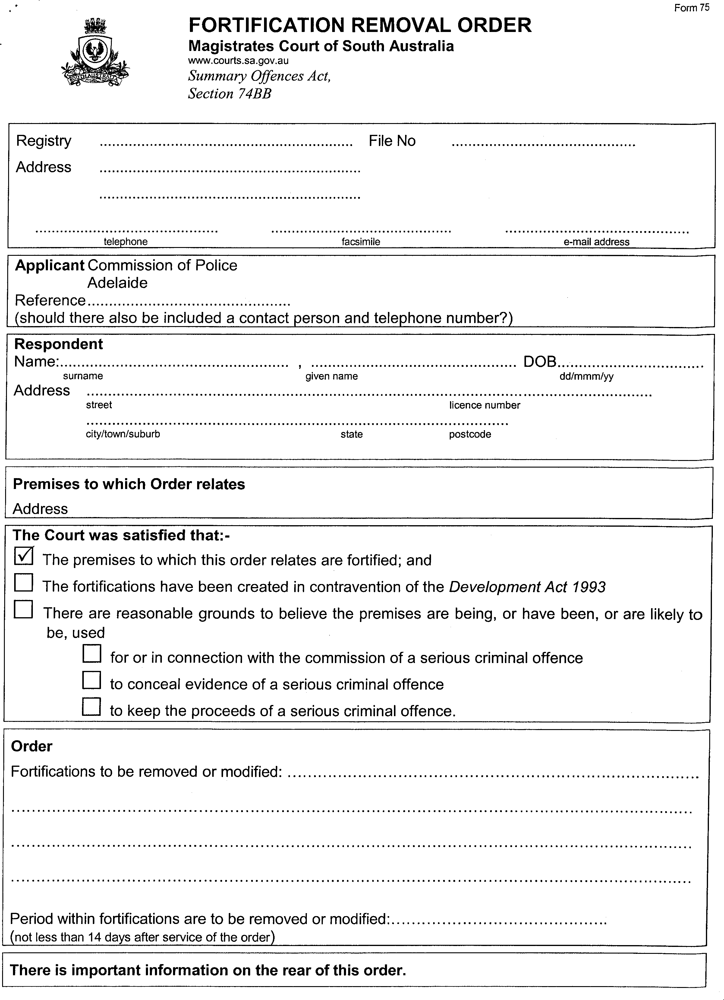 Form 75
FORTIFICATION REMOVAL ORDER
Magistrates Court of South Australia
www.courts.sa.gov.au
Summary Offences Act,
Section 74BB
SOUTH AUSTRALIA
Registry ............................................................. File No ............................................
Address ...............................................................
...............................................................
............................................ ........................................... ............................................
telephone facsimile e-mail address
Applicant Commission of Police
Adelaide
Reference...............................................
(should there also be included a contact person and telephone number?)
Respondent
Name:..................................................... , ............................................... DOB..................................
surname given name dd/mmm/yy
Address ..........................................................................................................................
street licence number
..........................................................................................
city/town/suburb state postcode
Premises to which Order relates
Address
The Court was satisfied that:-
☑ The premises to which this order relates are fortified; and
☐ The fortifications have been created in contravention of the Development Act 1993
☐ There are reasonable grounds to believe the premises are being, or have been, or are likely to
be, used
☐ for or in connection with the commission of a serious criminal offence
☐ to conceal evidence of a serious criminal offence
☐ to keep the proceeds of a serious criminal offence.
Order
Fortifications to be removed or modified: ....................................................................................
..........................................................................................................................................
..........................................................................................................................................
..........................................................................................................................................
Period within fortifications are to be removed or modified:...........................................
(not less than 14 days after service of the order)
There is important information on the rear of this order.